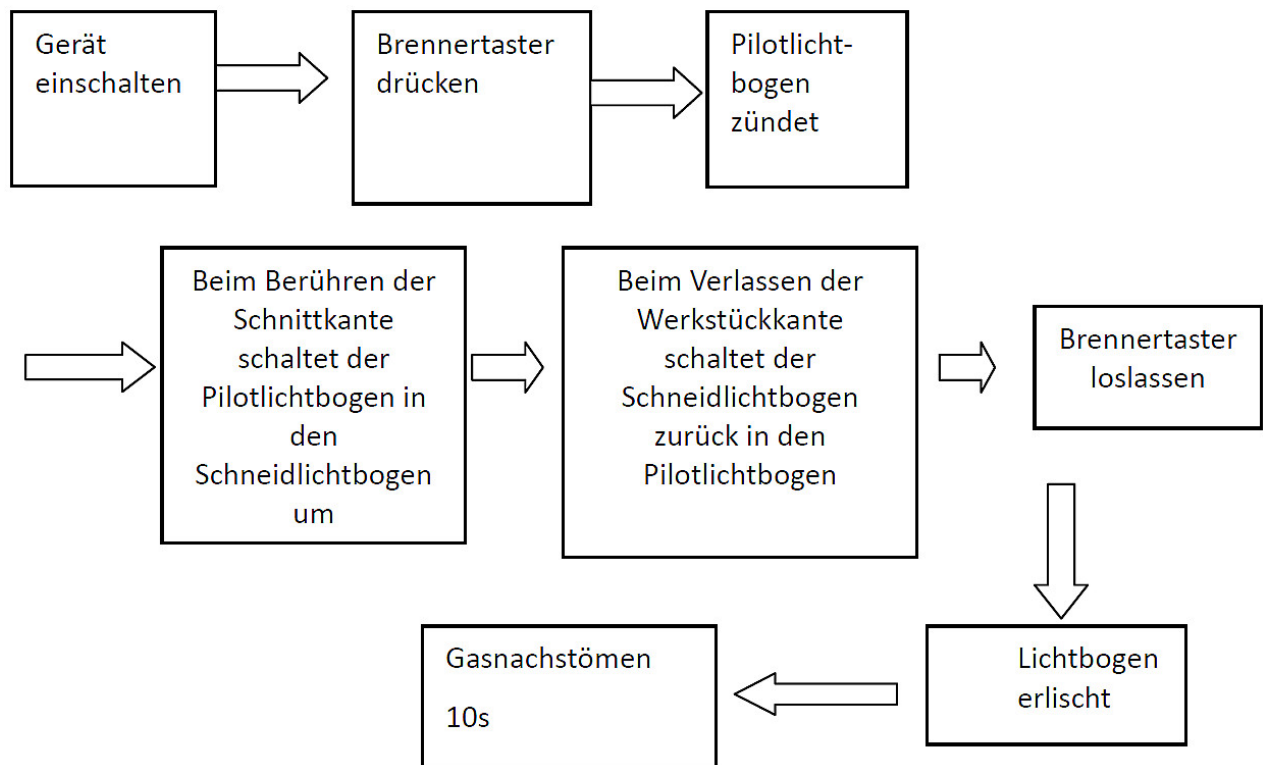 Gerät
einschalten
Brennertaster
drücken
Pilotlicht-
bogen
zündet
Beim Berühren der
Schnittkante
schaltet der
Pilotlichtbogen in
den
Schneidlichtbogen
um
Beim Verlassen der
Werkstückkante
schaltet der
Schneidlichtbogen
zurück in den
Pilotlichtbogen
Brennertaster
loslassen
Lichtbogen
erlischt
Gasnachstömen
10s